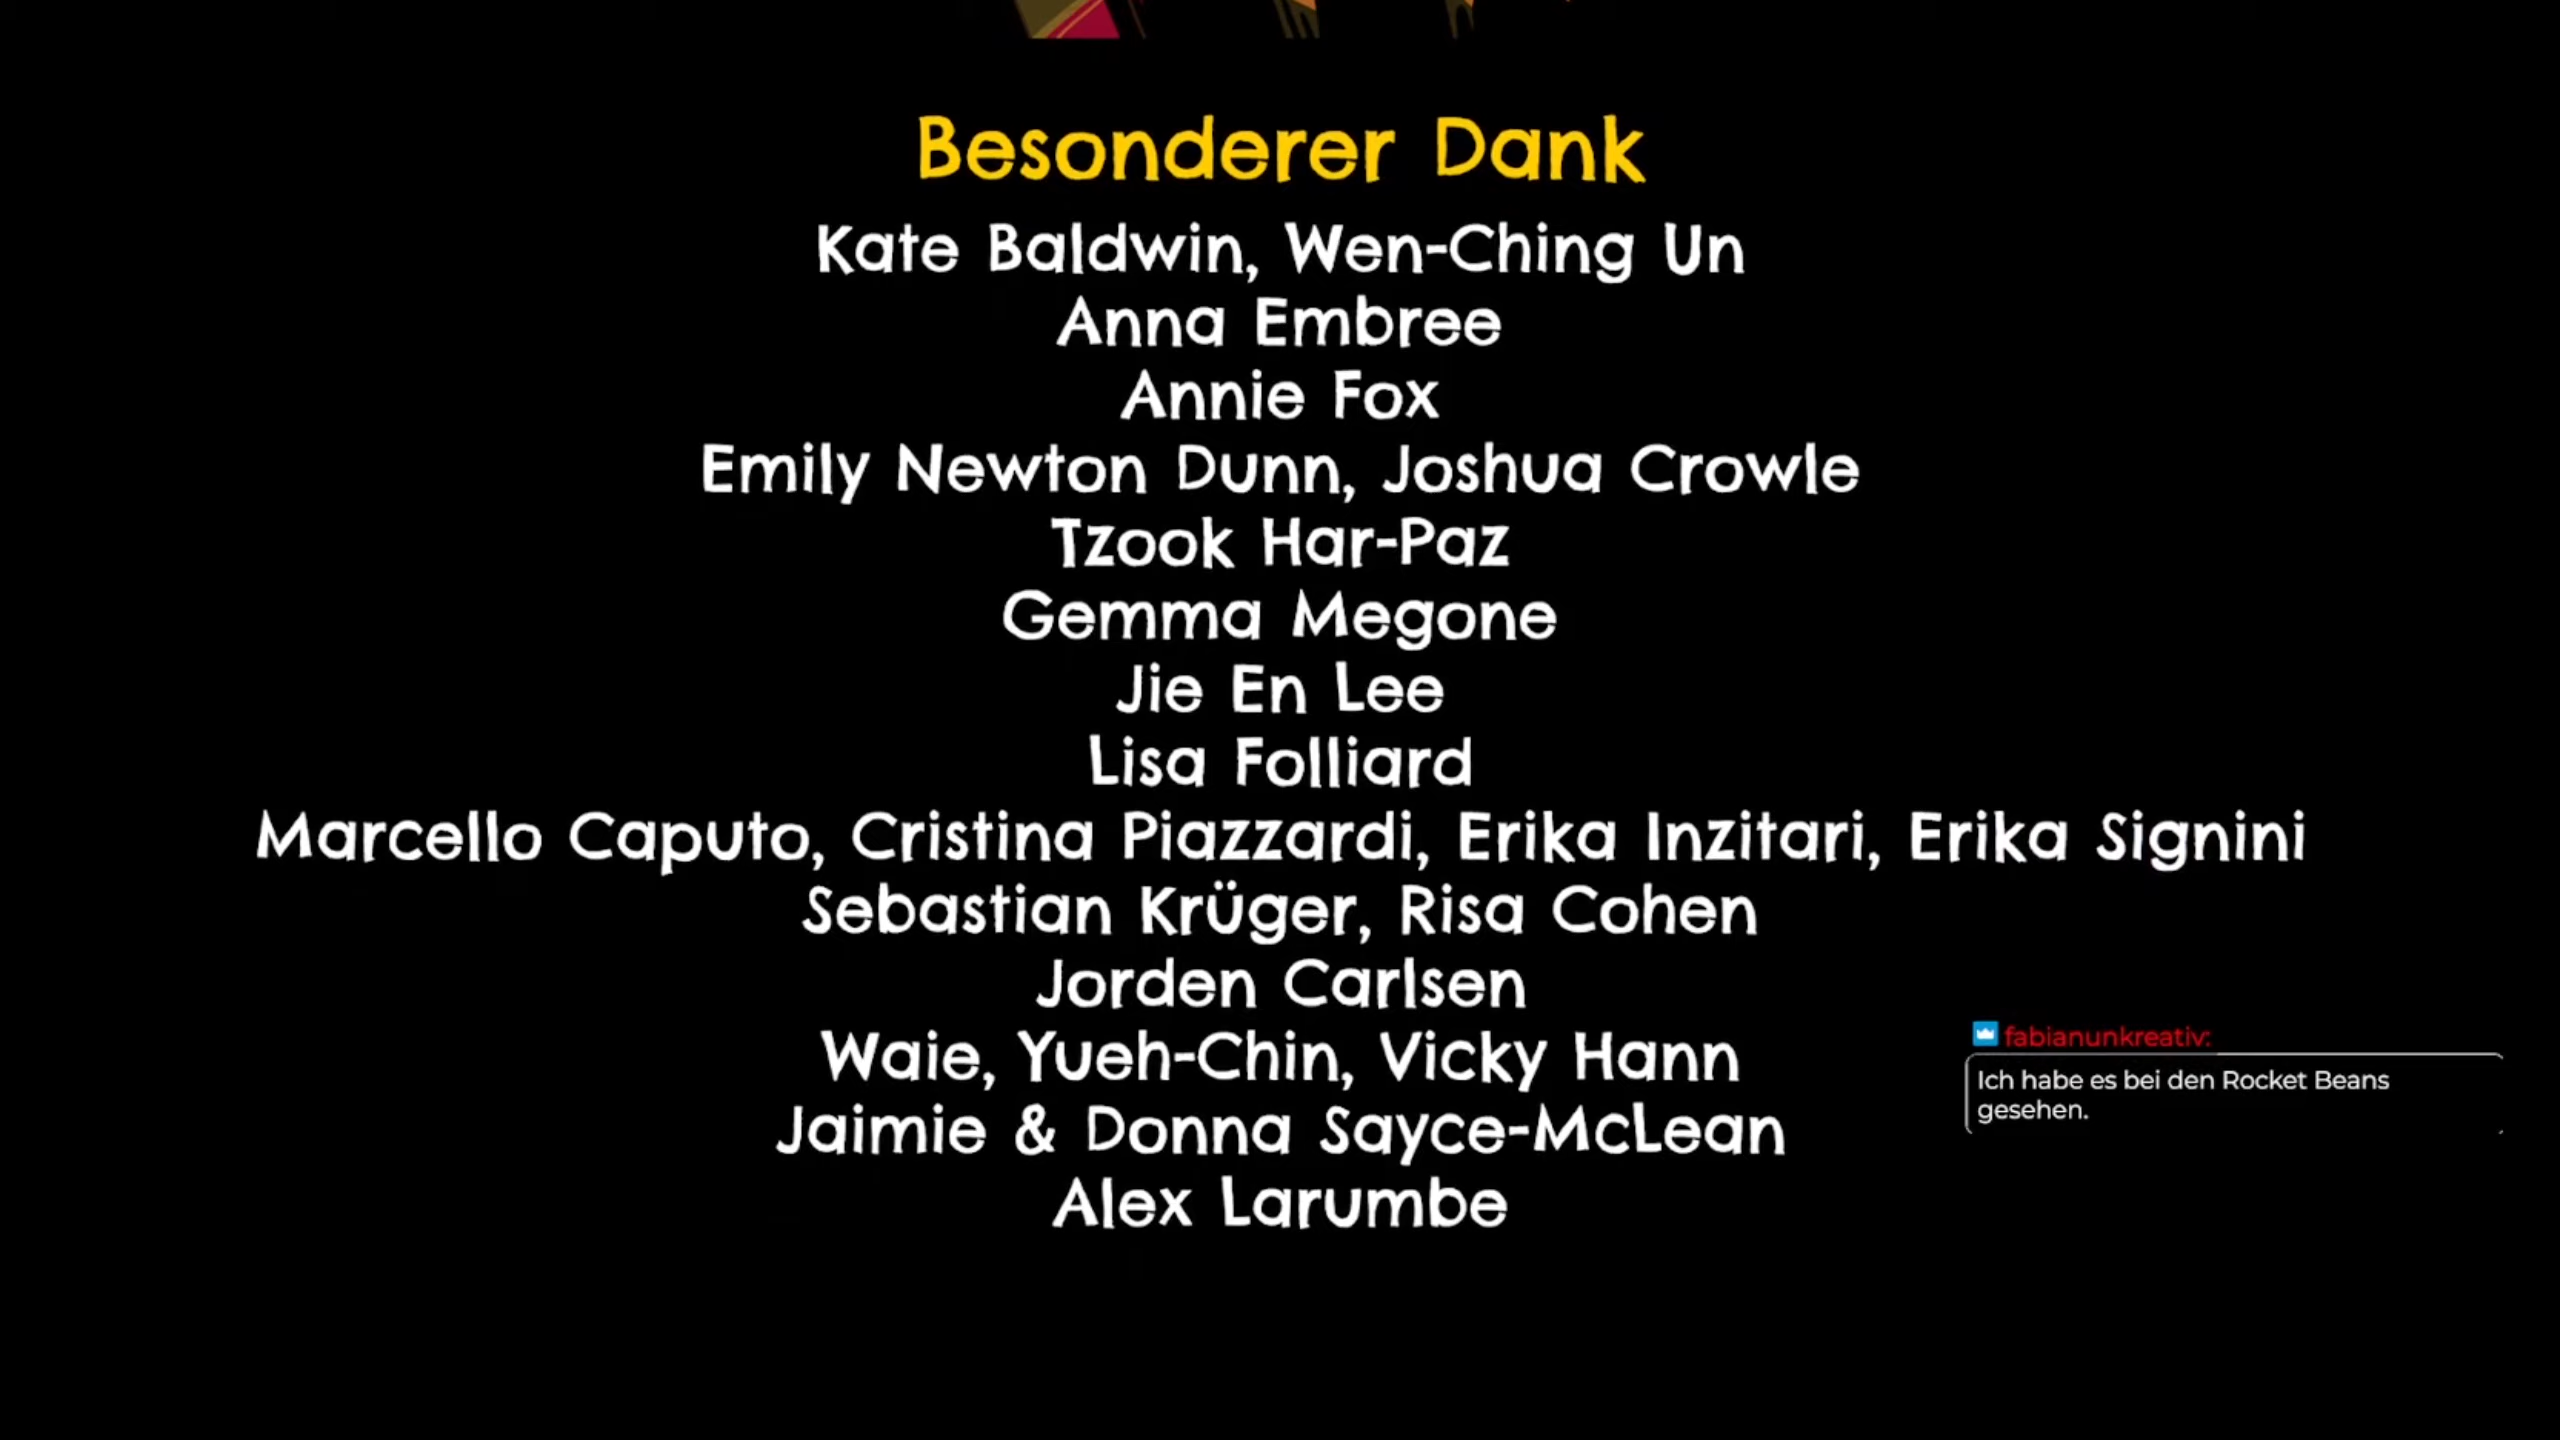 Besonderer Dank
Kate Baldwin, Wen-Ching Un
Anna Embree
Annie Fox
Emily Newton Dunn, Joshua Crowle
Tzook Har-Paz
Gemma Megone
Jie En Lee
Lisa Folliard
Marcello Caputo, Cristina Piazzardi, Erika Inzitari, Erika Signini
Sebastian Krüger, Risa Cohen
Jorden Carlsen
Waie, Yueh-Chin, Vicky Hann
Jaimie & Donna Sayce-McLean
Alex Larumbe
fabianunkreativ:
Ich habe es bei den Rocket Beans
gesehen.